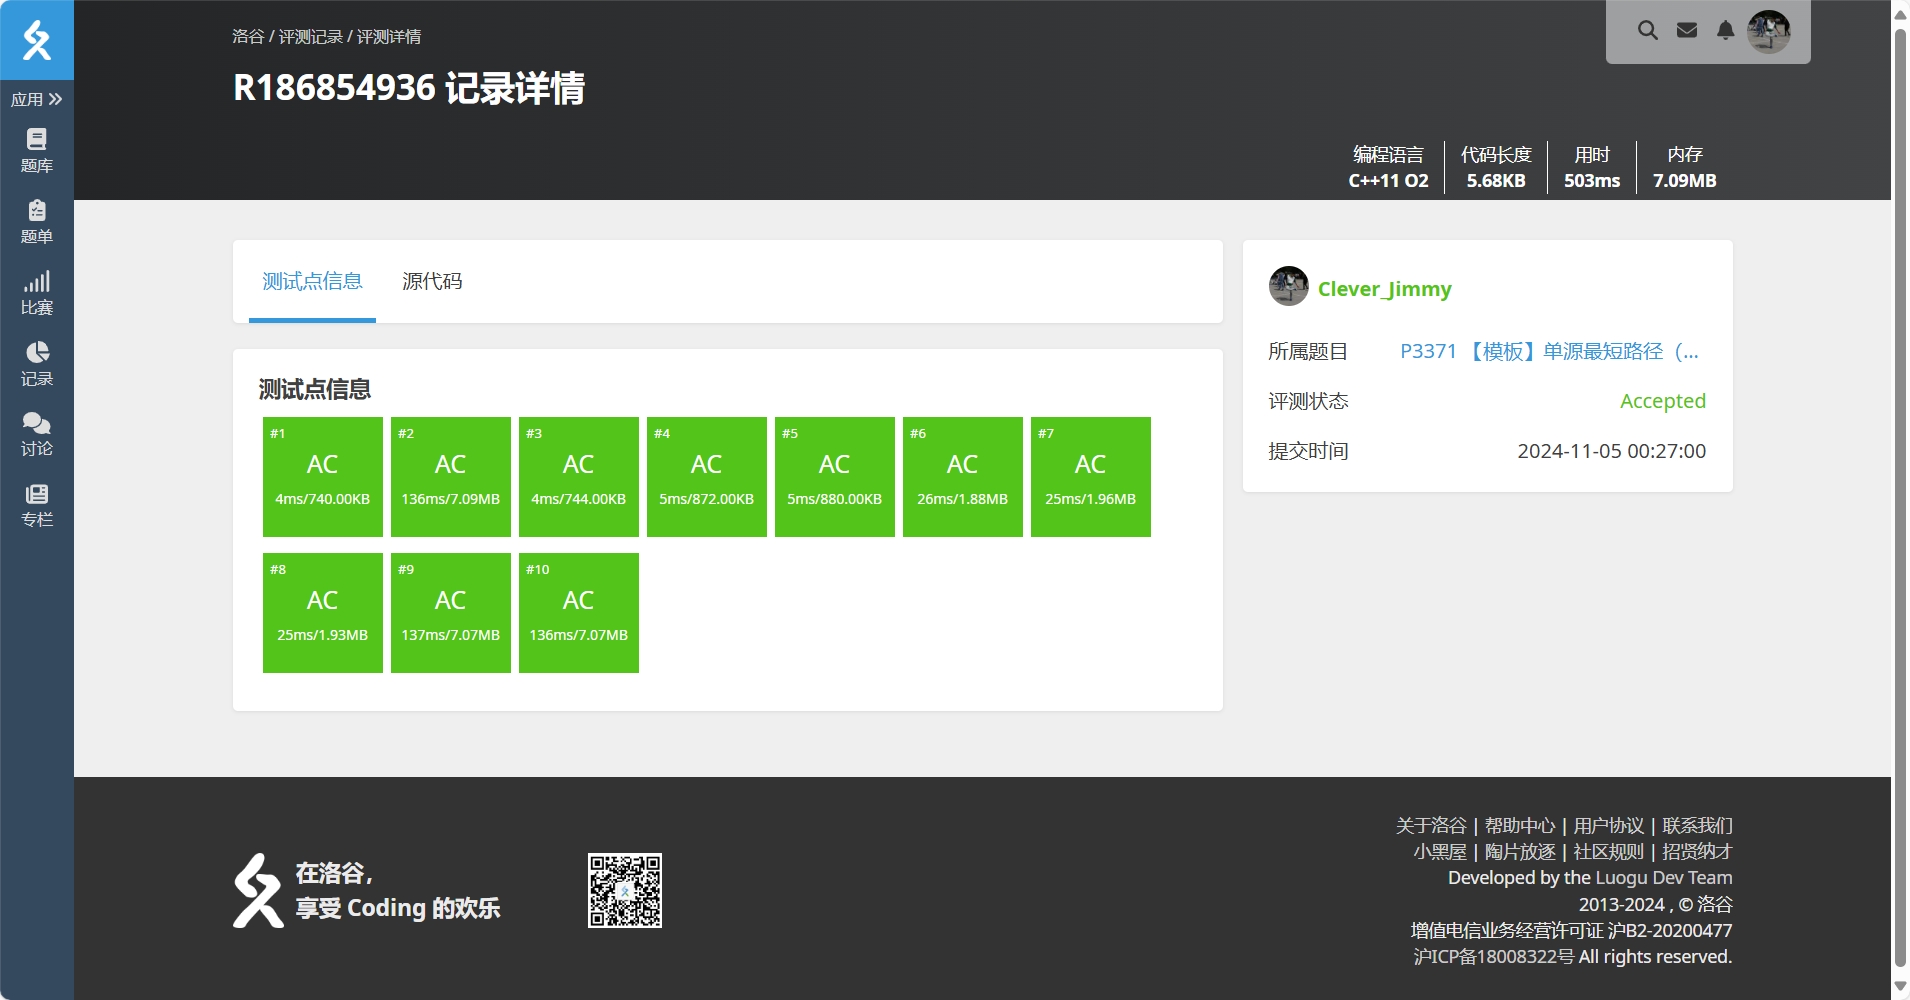 洛谷 / 评测记录 / 评测详情
R186854936 记录详情
应用
题库
题单
比赛
记录
讨论
专栏
编程语言
C++11 O2
代码长度
5.68KB
用时
503ms
内存
7.09MB
测试点信息
源代码
测试点信息
#1
AC
4ms/740.00KB
#2
AC
136ms/7.09MB
#3
AC
4ms/744.00KB
#4
AC
5ms/872.00KB
#5
AC
5ms/880.00KB
#6
AC
26ms/1.88MB
#7
AC
25ms/1.96MB
#8
AC
25ms/1.93MB
#9
AC
137ms/7.07MB
#10
AC
136ms/7.07MB
Clever_Jimmy
所属题目 P3371 【模板】单源最短路径（...
评测状态 Accepted
提交时间 2024-11-05 00:27:00
在洛谷，
享受 Coding 的欢乐
关于洛谷 | 帮助中心 | 用户协议 | 联系我们
小黑屋 | 陶片放逐 | 社区规则 | 招贤纳才
Developed by the Luogu Dev Team
2013-2024 , © 洛谷
增值电信业务经营许可证 沪B2-20200477
沪ICP备18008322号 All rights reserved.